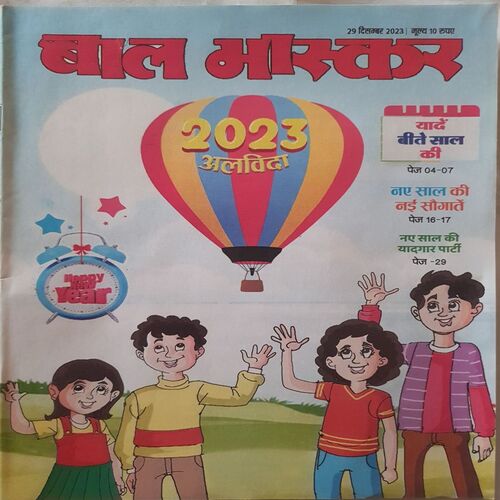 29 दिसम्बर 2023 | मूल्य 10 रुपए
बाल भास्कर
2023
अलविदा
यादें
बीते साल
की
पेज 04-07
नए साल की
नई सौगातें
पेज 16-17
नए साल की
यादगार पार्टी
पेज -29
Happy
New
Year